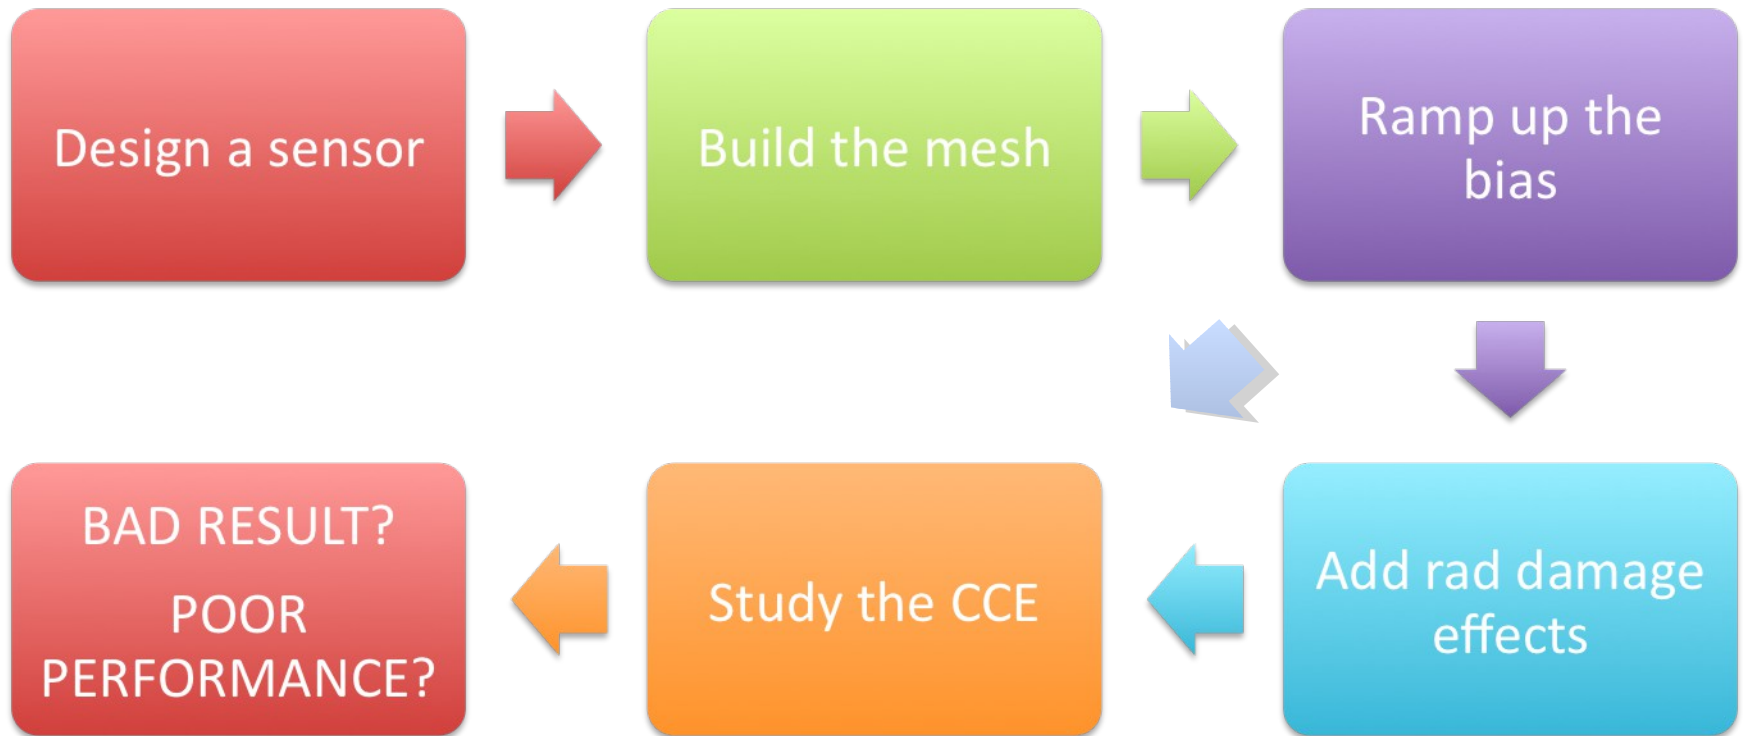 Design a sensor
Build the mesh
Ramp up the
bias
Add rad damage
effects
Study the CCE
BAD RESULT?
POOR
PERFORMANCE?